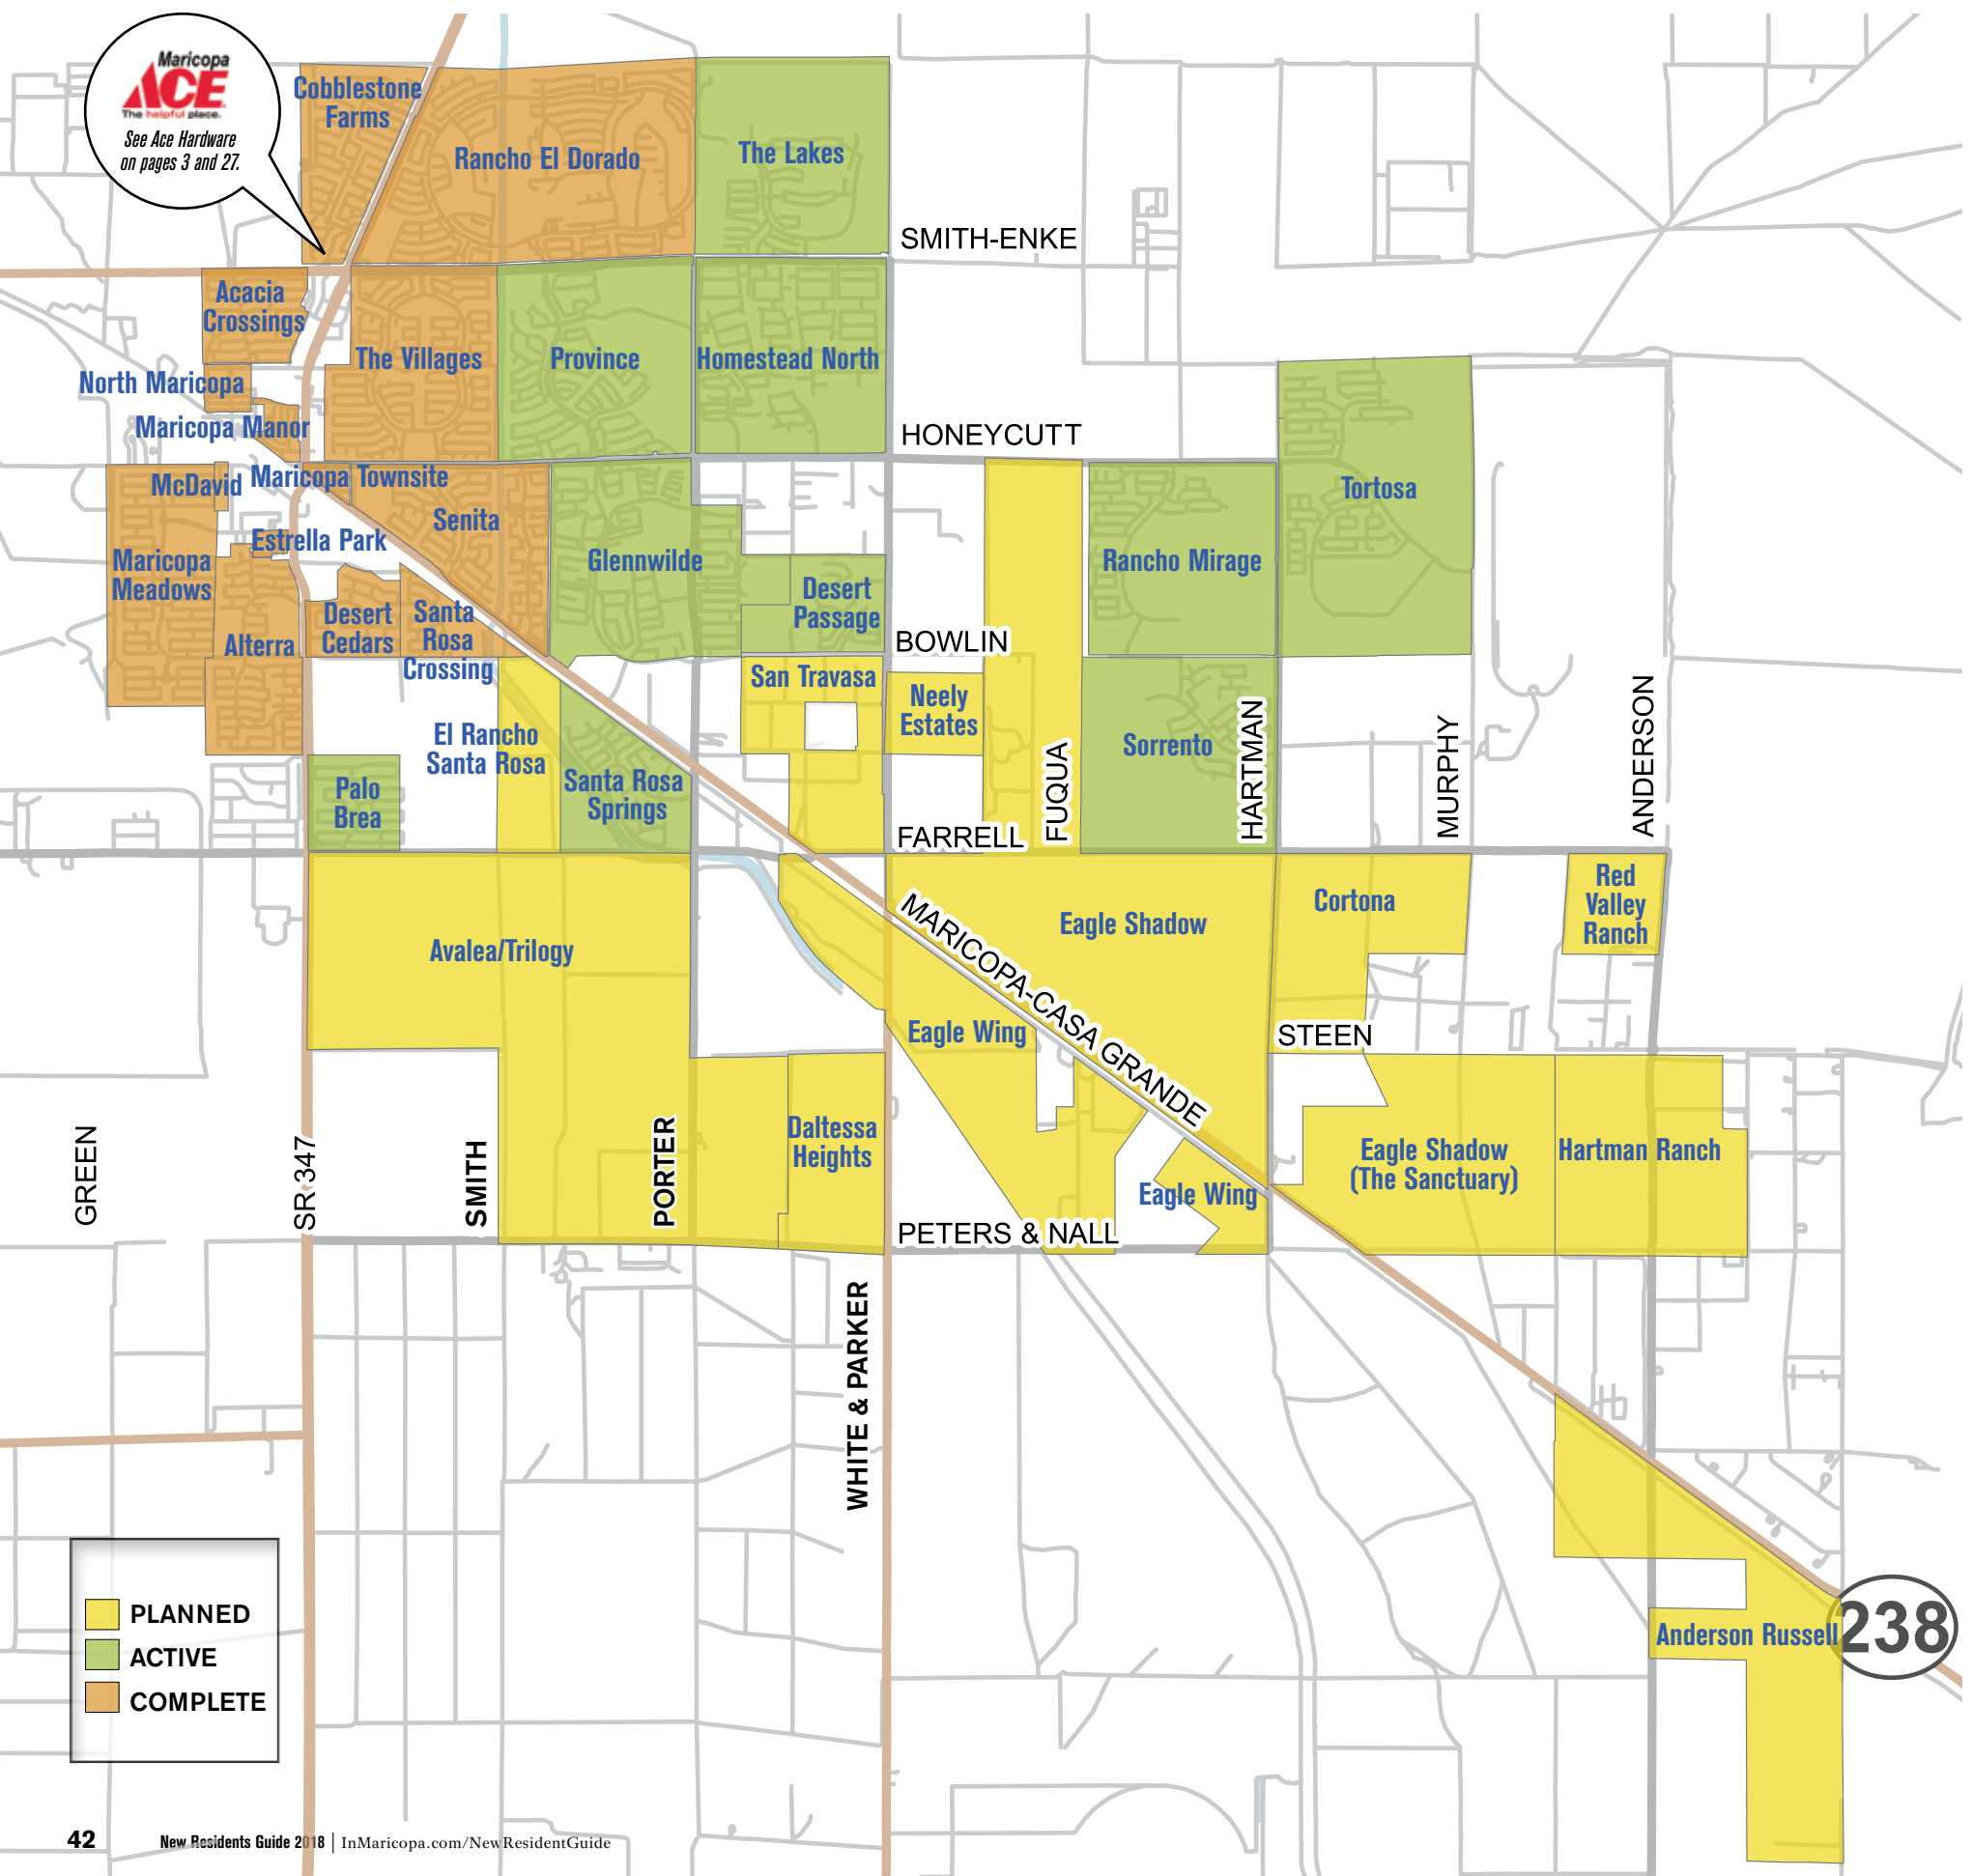 Maricopa
ACE
The helpful place.
See Ace Hardware
on pages 3 and 27.
Cobblestone
Farms
Rancho El Dorado
The Lakes
SMITH-ENKE
Acacia
Crossings
The Villages
Province
Homestead North
North Maricopa
Maricopa Manor
HONEYCUTT
McDavid
Maricopa Townsite
Senita
Tortosa
Estrella Park
Maricopa
Meadows
Glennwilde
Rancho Mirage
Desert
Passage
Alterra
Desert
Cedars
Santa
Rosa
Crossing
BOWLIN
San Travasa
Neely
Estates
El Rancho
Santa Rosa
Sorrento
FUQUA
HARTMAN
MURPHY
ANDERSON
Palo
Brea
Santa Rosa
Springs
FARRELL
Red
Valley
Ranch
Cortona
Eagle Shadow
Avalea/Trilogy
MARICOPA-CASA GRANDE
Eagle Wing
STEEN
GREEN
SR 347
SMITH
PORTER
Daltessa
Heights
Eagle Shadow
(The Sanctuary)
Hartman Ranch
Eagle Wing
PETERS & NALL
WHITE & PARKER
PLANNED
ACTIVE
COMPLETE
Anderson Russell
238
42
New Residents Guide 2018 | InMaricopa.com/NewResidentGuide